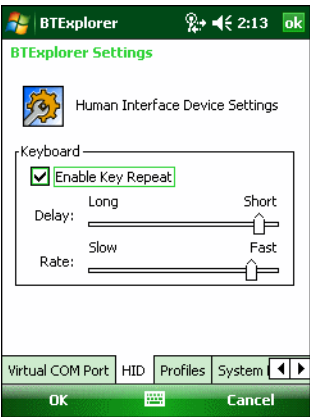 BTExplorer 2:13 ok
BTExplorer Settings
Human Interface Device Settings
Keyboard
Enable Key Repeat
Long Short
Delay:
Slow Fast
Rate:
Virtual COM Port HID Profiles System
OK Cancel